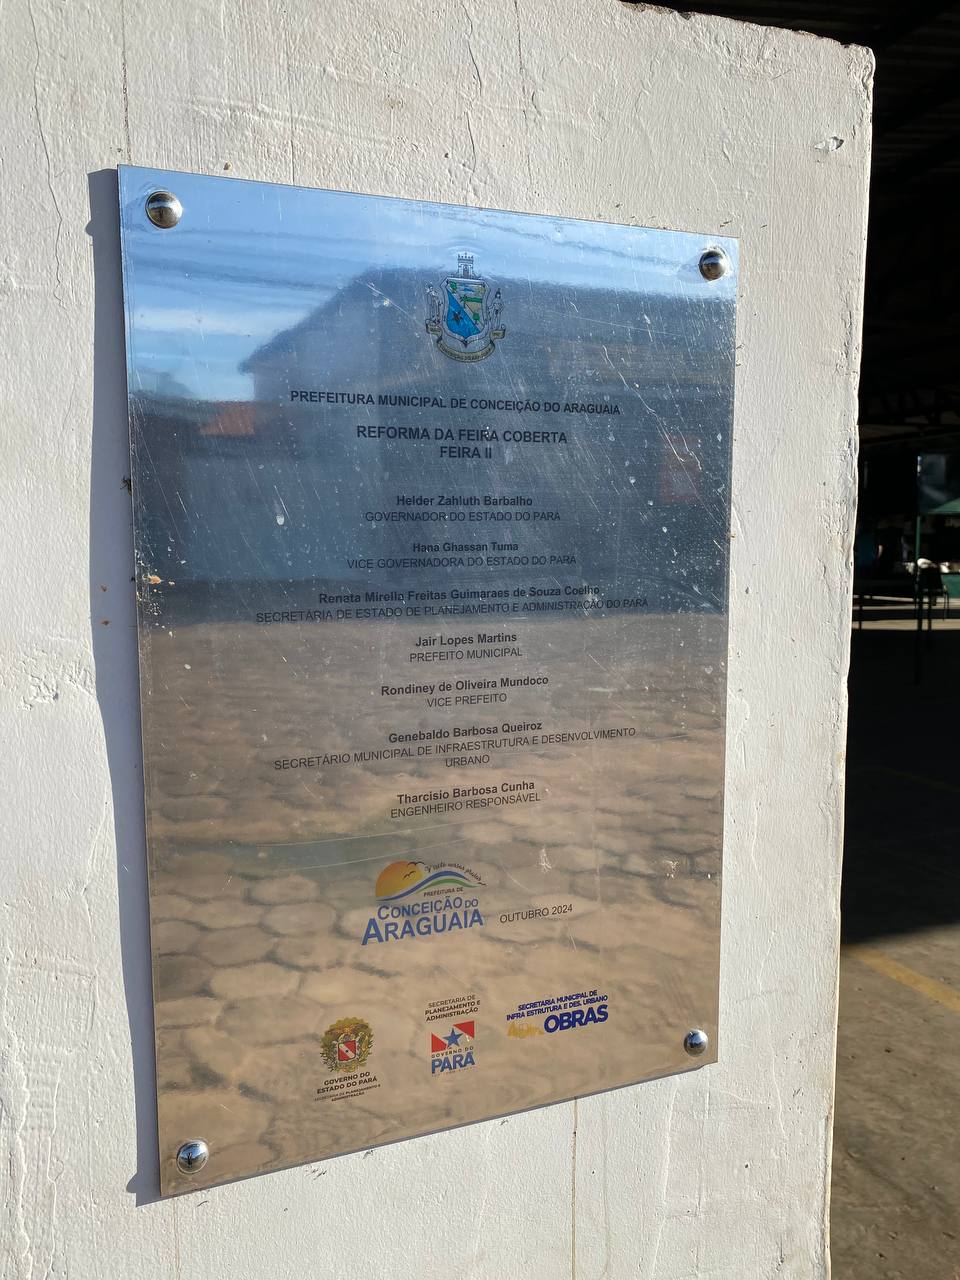 PREFEITURA MUNICIPAL DE CONCEIÇÃO DO ARAGUAIA
REFORMA DA FEIRA COBERTA
FEIRA II
Helder Zahluth Barbalho
GOVERNADOR DO ESTADO DO PARÁ
Hana Ghassan Tuma
VICE GOVERNADORA DO ESTADO DO PARÁ
Renata Mirella Freitas Guimaraes de Souza Coelho
SECRETÁRIA DE ESTADO DE PLANEJAMENTO E ADMINISTRAÇÃO DO PARÁ
Jair Lopes Martins
PREFEITO MUNICIPAL
Rondiney de Oliveira Mundoco
VICE PREFEITO
Genebaldo Barbosa Queiroz
SECRETÁRIO MUNICIPAL DE INFRAESTRUTURA E DESENVOLVIMENTO
URBANO
Tharcisio Barbosa Cunha
ENGENHEIRO RESPONSÁVEL
PREFEITURA DE
CONCEIÇÃO DO
ARAGUAIA
OUTUBRO 2024
GOVERNO DO
ESTADO DO PARÁ
SECRETARIA DE PLANEJAMENTO E
ADMINISTRAÇÃO
SECRETARIA DE
PLANEJAMENTO E
ADMINISTRAÇÃO
GOVERNO DO
PARÁ
SECRETARIA MUNICIPAL DE
INFRA ESTRUTURA E DES. URBANO
OBRAS